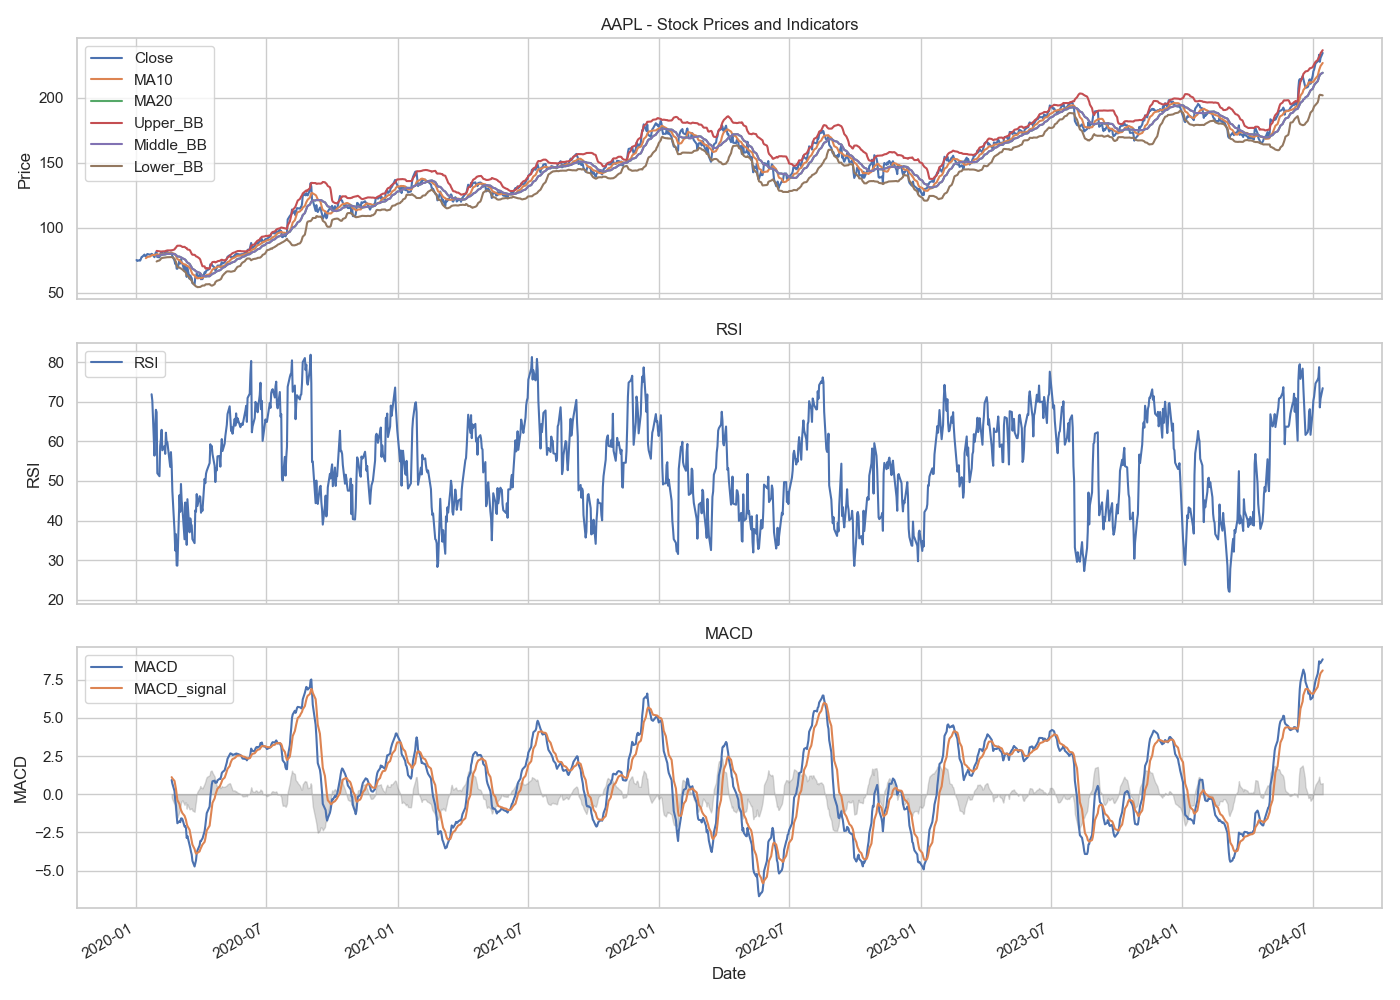 AAPL - Stock Prices and Indicators
Close
MA10
MA20
Upper_BB
Middle_BB
Lower_BB
Price
200
150
100
50
RSI
RSI
RSI
80
70
60
50
40
30
20
MACD
MACD
MACD_signal
MACD
7.5
5.0
2.5
0.0
−2.5
−5.0
2020-01
2020-07
2021-01
2021-07
2022-01
2022-07
2023-01
2023-07
2024-01
2024-07
Date